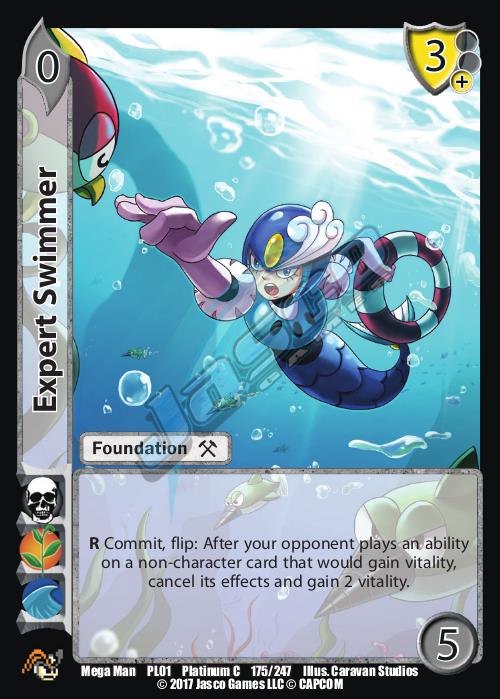 0
3
+
Expert Swimmer
Jasco
Foundation
R Commit, flip: After your opponent plays an ability
on a non-character card that would gain vitality,
cancel its effects and gain 2 vitality.
5
Mega Man PL01 Platinum C 175/247 Illus. Caravan Studios
© 2017 Jasco Games LLC © CAPCOM